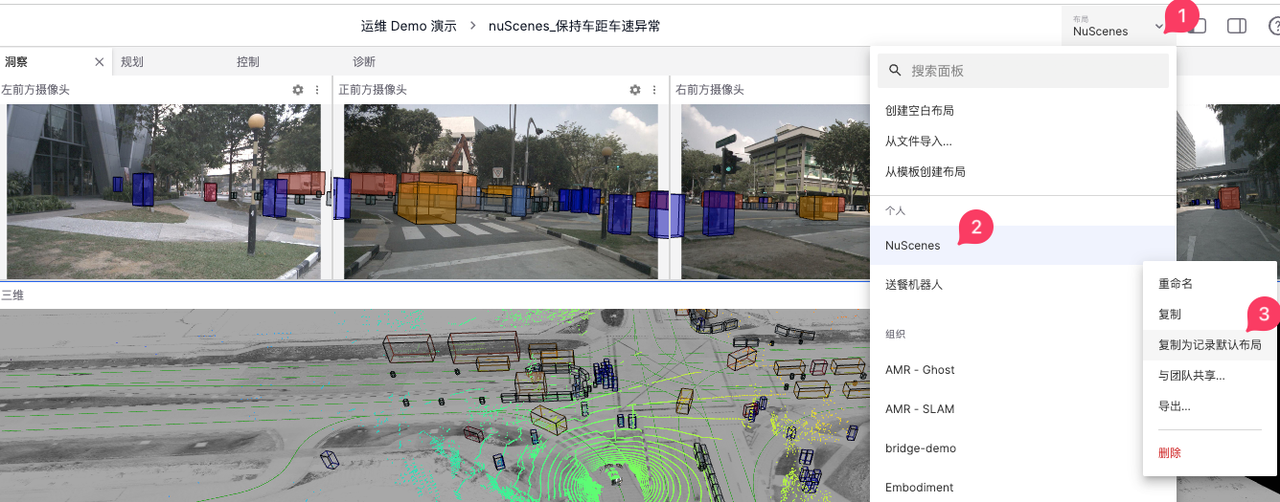 运维 Demo 演示 > nuScenes_保持车距车速异常
布局
NuScenes
1
洞察
规划
控制
诊断
左前方摄像头
正前方摄像头
右前方摄像头
搜索面板
创建空白布局
从文件导入...
从模板创建布局
个人
NuScenes
2
送餐机器人
重命名
复制
3
复制为记录默认布局
与团队共享...
导出...
删除
组织
AMR - Ghost
AMR - SLAM
bridge-demo
Embodiment
三维